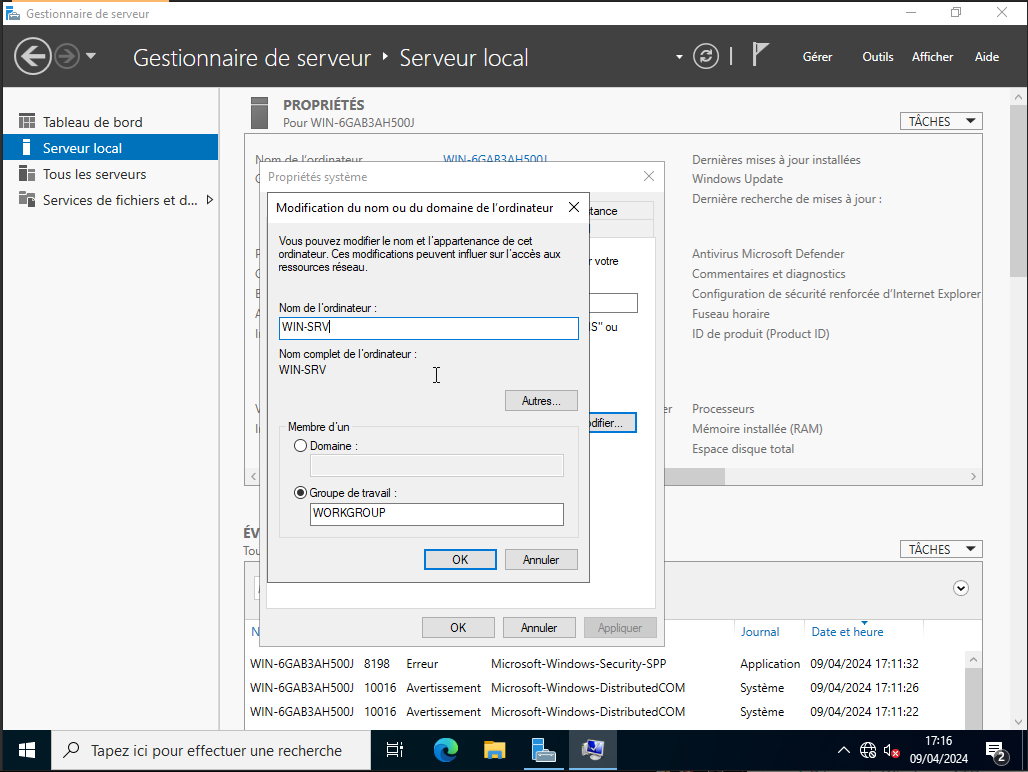 Gestionnaire de serveur
Gestionnaire de serveur • Serveur local
Gérer Outils Afficher Aide
Tableau de bord
Serveur local
Tous les serveurs
Services de fichiers et d...
PROPRIÉTÉS
Pour WIN-6GAB3AH500J
TÂCHES
Nom de l'ordinateur WIN-6GAB3AH500J
Dernières mises à jour installées
Windows Update
Dernière recherche de mises à jour :
Antivirus Microsoft Defender
Commentaires et diagnostics
Configuration de sécurité renforcée d'Internet Explorer
Fuseau horaire
ID de produit (Product ID)
Processeurs
Mémoire installée (RAM)
Espace disque total
Propriétés système
Modification du nom ou du domaine de l'ordinateur
Vous pouvez modifier le nom et l'appartenance de cet
ordinateur. Ces modifications peuvent influer sur l'accès aux
ressources réseau.
Nom de l'ordinateur :
WIN-SRV
Nom complet de l'ordinateur :
WIN-SRV
Autres...
Membre d'un
Domaine :
Groupe de travail :
WORKGROUP
OK Annuler
votre
ou
OK Annuler Appliquer
TÂCHES
Journal Date et heure
WIN-6GAB3AH500J 8198 Erreur Microsoft-Windows-Security-SPP Application 09/04/2024 17:11:32
WIN-6GAB3AH500J 10016 Avertissement Microsoft-Windows-DistributedCOM Système 09/04/2024 17:11:26
WIN-6GAB3AH500J 10016 Avertissement Microsoft-Windows-DistributedCOM Système 09/04/2024 17:11:22
Tapez ici pour effectuer une recherche
17:16
09/04/2024
2